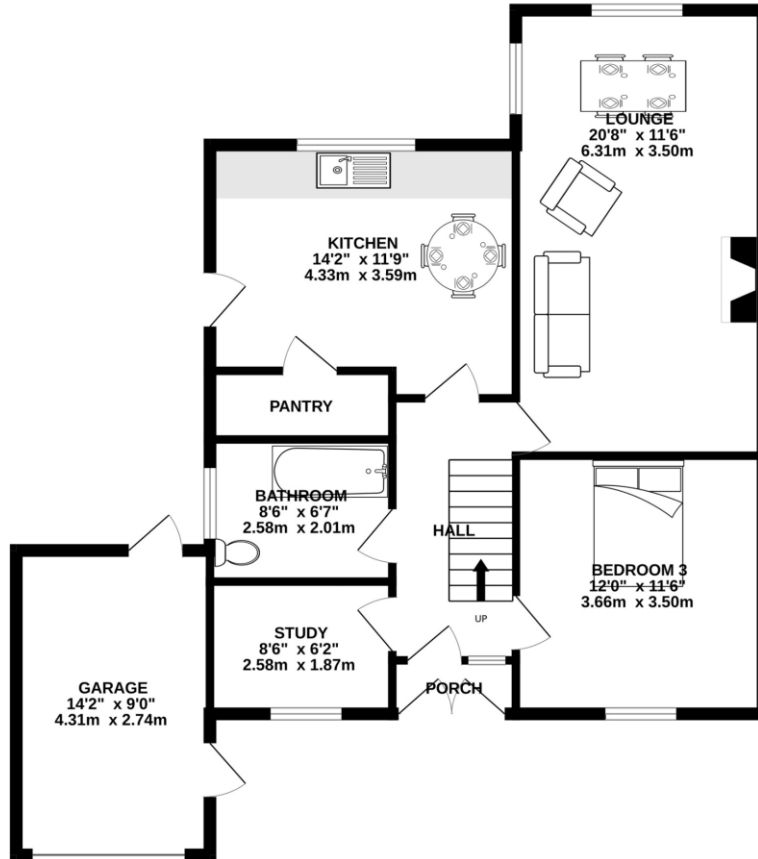 LOUNGE
20'8" x 11'6"
6.31m x 3.50m
KITCHEN
14'2" x 11'9"
4.33m x 3.59m
PANTRY
BATHROOM
8'6" x 6'7"
2.58m x 2.01m
HALL
BEDROOM 3
12'0" x 11'6"
3.66m x 3.50m
UP
STUDY
8'6" x 6'2"
2.58m x 1.87m
PORCH
GARAGE
14'2" x 9'0"
4.31m x 2.74m